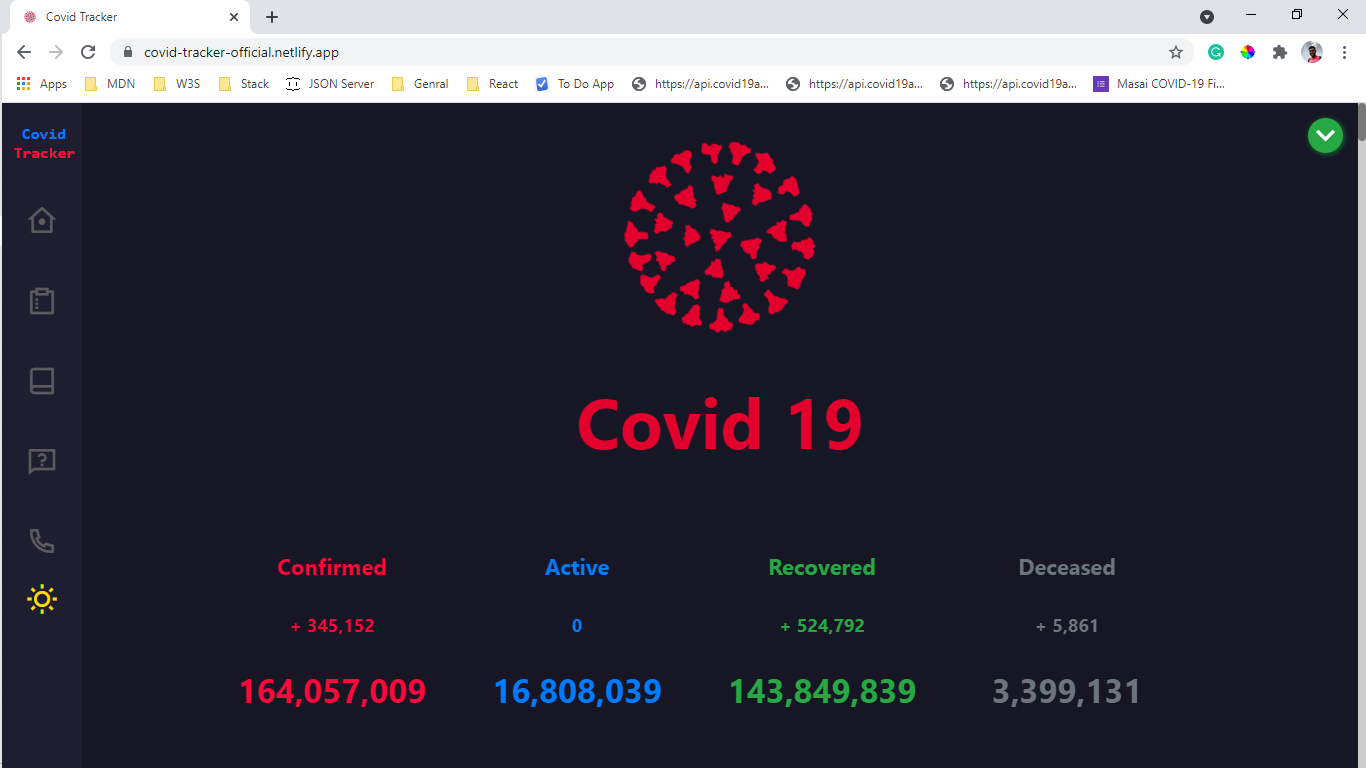 Covid Tracker
covid-tracker-official.netlify.app
Apps MDN W3S Stack JSON Server Genral React To Do App https://api.covid19a... https://api.covid19a... https://api.covid19a... Masai COVID-19 Fi...
Covid
Tracker
Covid 19
Confirmed Active Recovered Deceased
+ 345,152 0 + 524,792 + 5,861
164,057,009 16,808,039 143,849,839 3,399,131